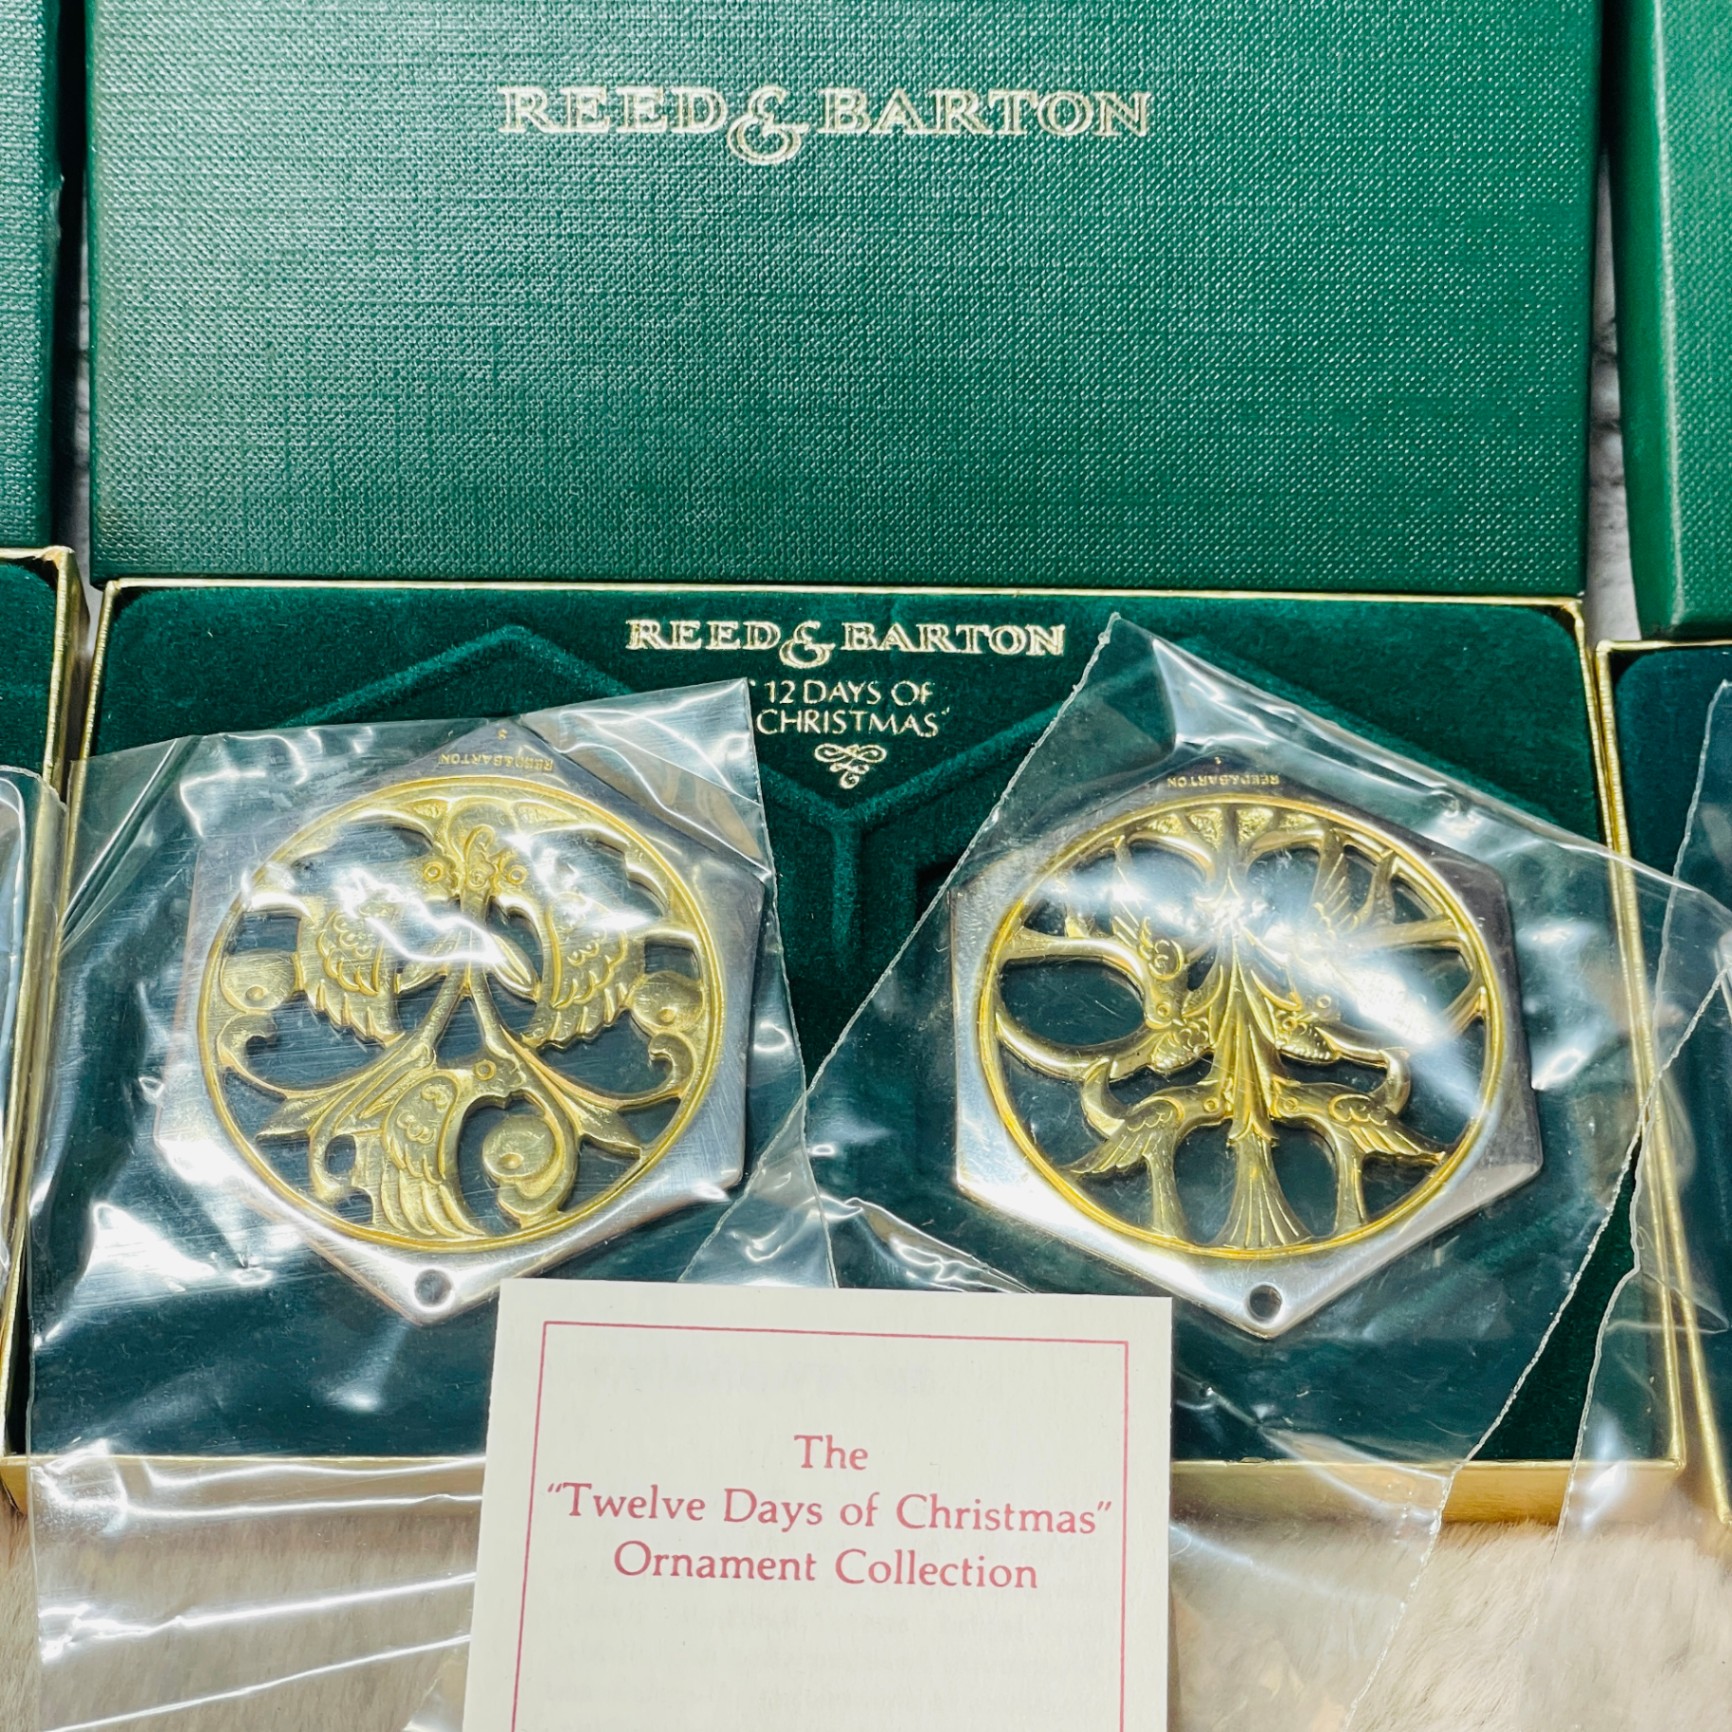 REED & BARTON
REED & BARTON
"12 DAYS OF
CHRISTMAS"
REED & BARTON
REED & BARTON
The
"Twelve Days of Christmas"
Ornament Collection